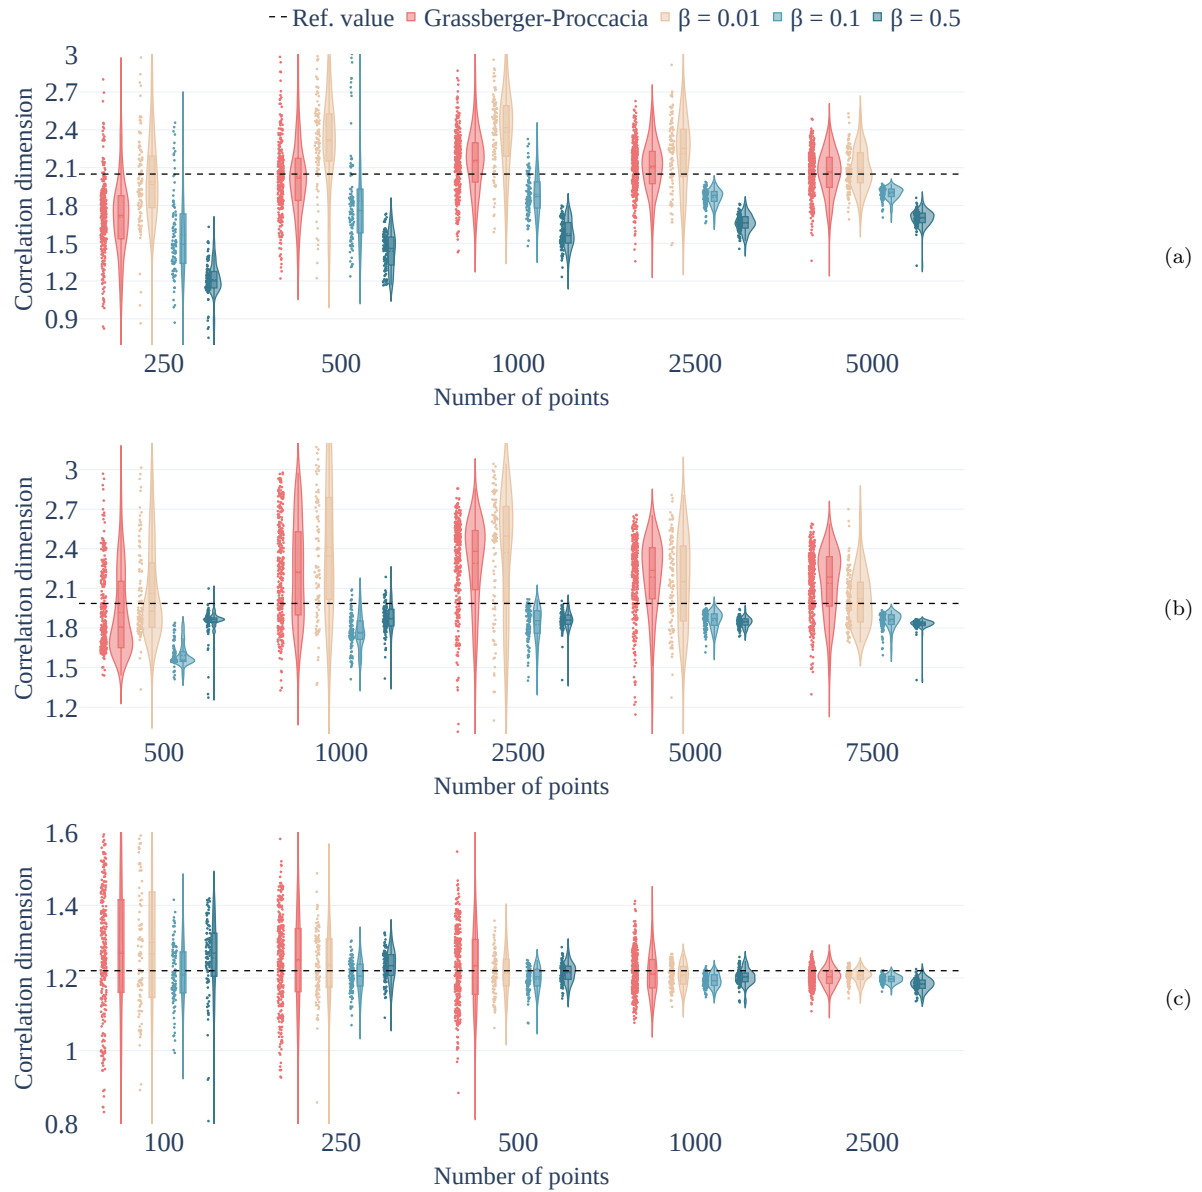 Ref. value Grassberger-Proccacia β = 0.01 β = 0.1 β = 0.5
Correlation dimension
3
2.7
2.4
2.1
1.8
1.5
1.2
0.9
250 500 1000 2500 5000
Number of points
(a)
Correlation dimension
3
2.7
2.4
2.1
1.8
1.5
1.2
500 1000 2500 5000 7500
Number of points
(b)
Correlation dimension
1.6
1.4
1.2
1
0.8
100 250 500 1000 2500
Number of points
(c)